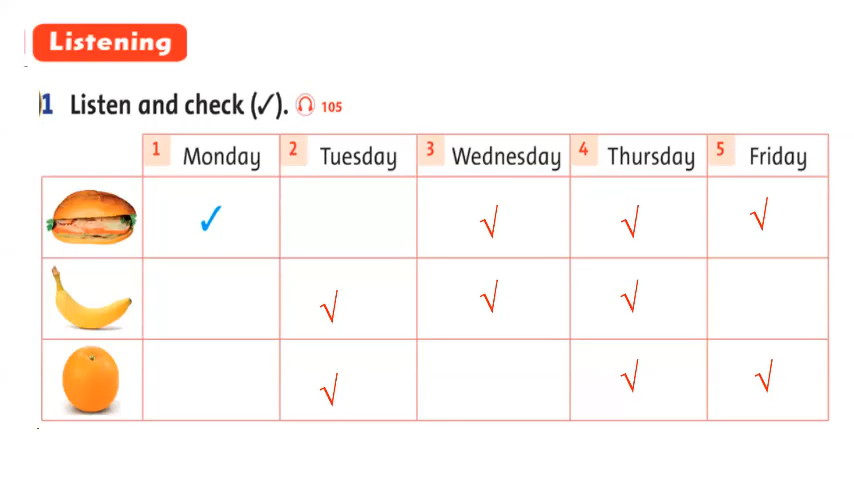 Listening
1 Listen and check (✓). 105
1 Monday 2 Tuesday 3 Wednesday 4 Thursday 5 Friday
✓ √ √ √
√ √ √
√ √ √